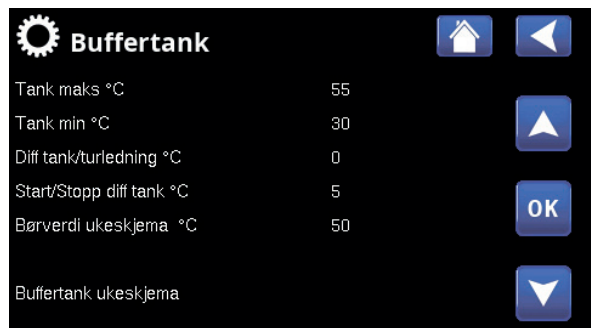 Buffertank
Tank maks °C 55
Tank min °C 30
Diff tank/turledning °C 0
Start/Stopp diff tank °C 5
Børverdi ukeskjema °C 50
OK
Buffertank ukeskjema